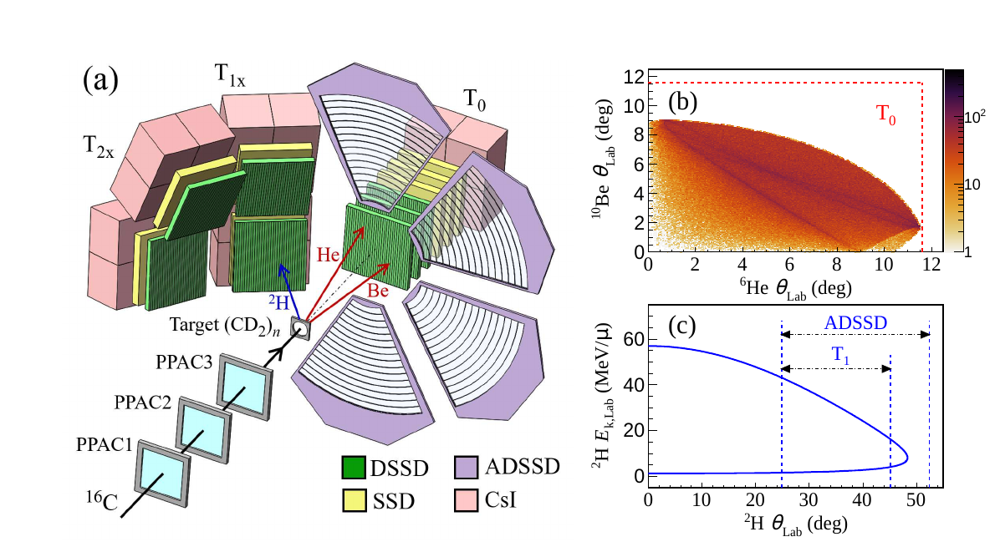 (a)
T1x
T0
T2x
He
Be
²H
Target (CD₂)ₙ
PPAC3
PPAC2
PPAC1
¹⁶C
DSSD
ADSSD
SSD
CsI
(b)
T₀
¹⁰Be θLab (deg)
12
10
8
6
4
2
0
0 2 4 6 8 10 12
⁶He θLab (deg)
10²
10
1
(c)
ADSSD
T₁
²H Ek,Lab (MeV/μ)
60
40
20
0
0 10 20 30 40 50
²H θLab (deg)